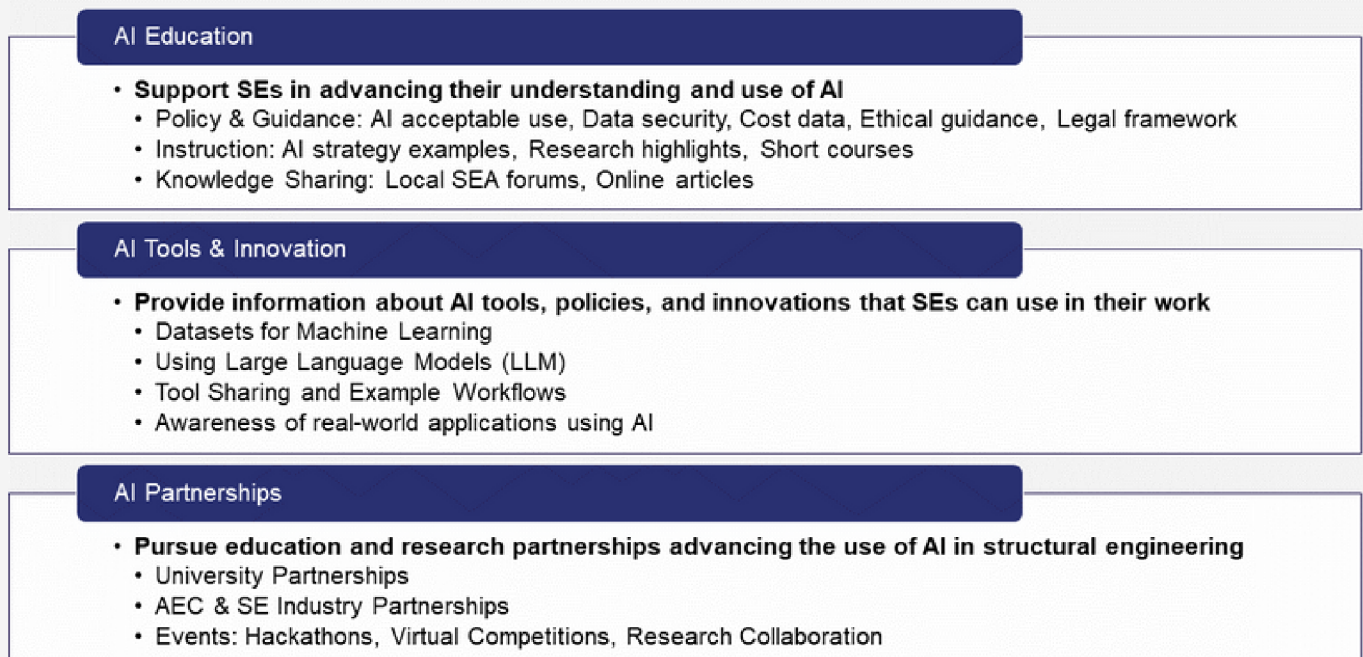 AI Education
• Support SEs in advancing their understanding and use of AI
• Policy & Guidance: AI acceptable use, Data security, Cost data, Ethical guidance, Legal framework
• Instruction: AI strategy examples, Research highlights, Short courses
• Knowledge Sharing: Local SEA forums, Online articles
AI Tools & Innovation
• Provide information about AI tools, policies, and innovations that SEs can use in their work
• Datasets for Machine Learning
• Using Large Language Models (LLM)
• Tool Sharing and Example Workflows
• Awareness of real-world applications using AI
AI Partnerships
• Pursue education and research partnerships advancing the use of AI in structural engineering
• University Partnerships
• AEC & SE Industry Partnerships
• Events: Hackathons, Virtual Competitions, Research Collaboration